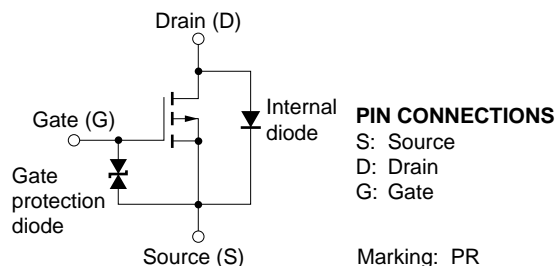 Drain (D)
Gate (G)
Internal
diode
Gate
protection
diode
Source (S)
PIN CONNECTIONS
S: Source
D: Drain
G: Gate
Marking: PR